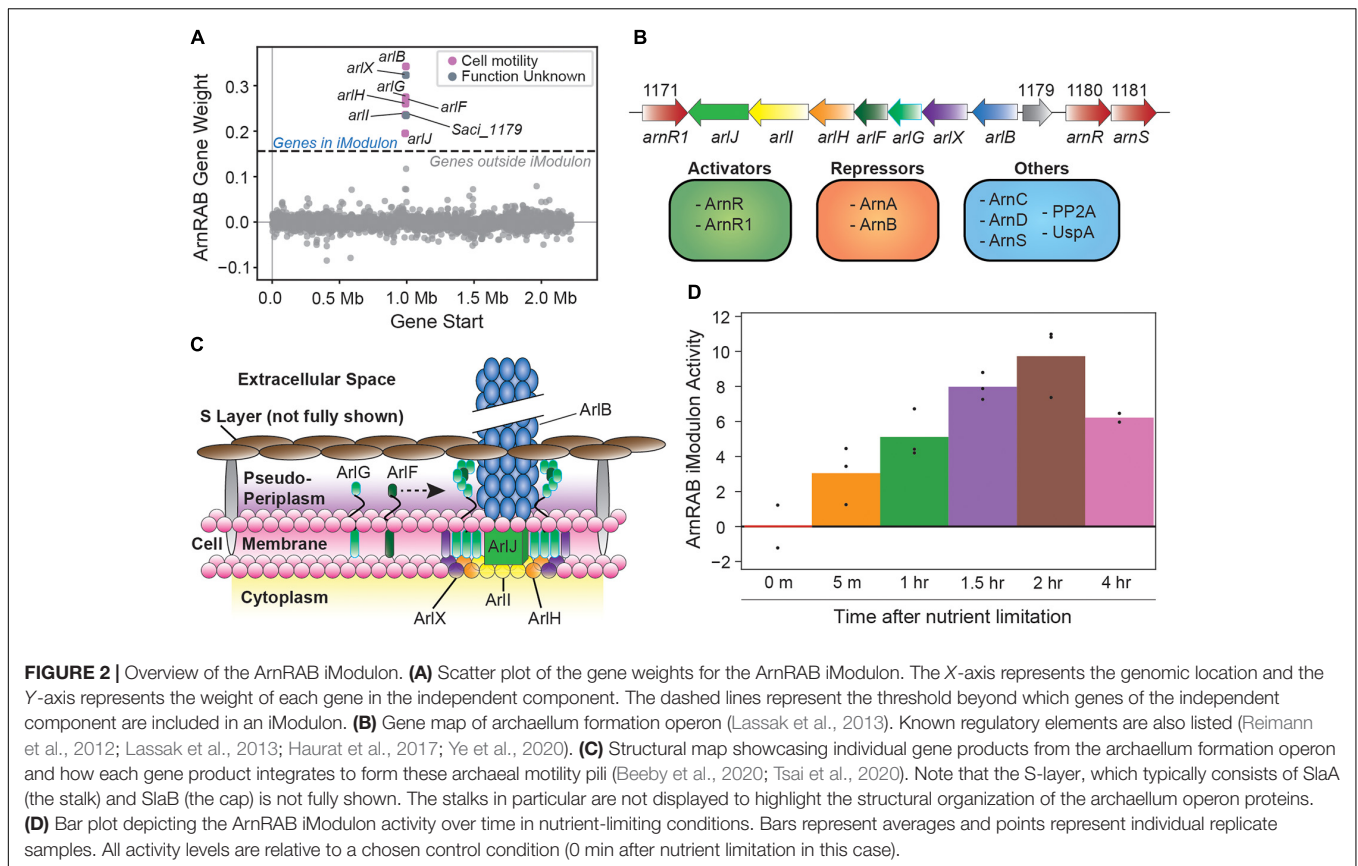 A
arlB
arlX
arlG
arlH
arlF
arlI
Saci_1179
arlJ
Cell motility
Function Unknown
Genes in iModulon
Genes outside iModulon
0.3
0.2
0.1
0.0
−0.1
ArnRAB Gene Weight
0.0
0.5 Mb
1.0 Mb
1.5 Mb
2.0 Mb
Gene Start
B
1171
1179
1180
1181
arnR1
arlJ
arlI
arlH
arlF
arlG
arlX
arlB
arnR
arnS
Activators
- ArnR
- ArnR1
Repressors
- ArnA
- ArnB
Others
- ArnC
- ArnD
- ArnS
- PP2A
- UspA
C
Extracellular Space
S Layer (not fully shown)
ArlB
ArlG
ArlF
Pseudo-
Periplasm
Cell Membrane
ArlJ
Cytoplasm
ArlX
ArlI
ArlH
D
12
10
8
6
4
2
0
−2
ArnRAB iModulon Activity
0 m
5 m
1 hr
1.5 hr
2 hr
4 hr
Time after nutrient limitation
FIGURE 2 | Overview of the ArnRAB iModulon. (A) Scatter plot of the gene weights for the ArnRAB iModulon. The X-axis represents the genomic location and the
Y-axis represents the weight of each gene in the independent component. The dashed lines represent the threshold beyond which genes of the independent
component are included in an iModulon. (B) Gene map of archaellum formation operon (Lassak et al., 2013). Known regulatory elements are also listed (Reimann
et al., 2012; Lassak et al., 2013; Haurat et al., 2017; Ye et al., 2020). (C) Structural map showcasing individual gene products from the archaellum formation operon
and how each gene product integrates to form these archaeal motility pili (Beeby et al., 2020; Tsai et al., 2020). Note that the S-layer, which typically consists of SlaA
(the stalk) and SlaB (the cap) is not fully shown. The stalks in particular are not displayed to highlight the structural organization of the archaellum operon proteins.
(D) Bar plot depicting the ArnRAB iModulon activity over time in nutrient-limiting conditions. Bars represent averages and points represent individual replicate
samples. All activity levels are relative to a chosen control condition (0 min after nutrient limitation in this case).